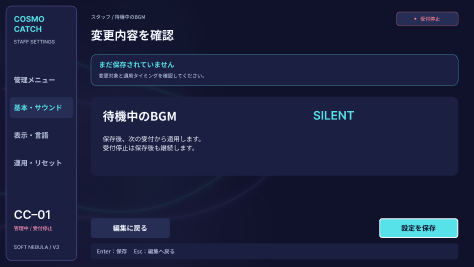 COSMO
CATCH
STAFF SETTINGS
管理メニュー
基本・サウンド
表示・言語
運用・リセット
CC-01
管理中 / 受付停止
SOFT NEBULA / V3
スタッフ / 待機中のBGM
変更内容を確認
受付停止
まだ保存されていません
変更対象と適用タイミングを確認してください。
待機中のBGM
SILENT
保存後、次の受付から適用します。
受付停止は保存後も継続します。
編集に戻る
設定を保存
Enter：保存 Esc：編集へ戻る